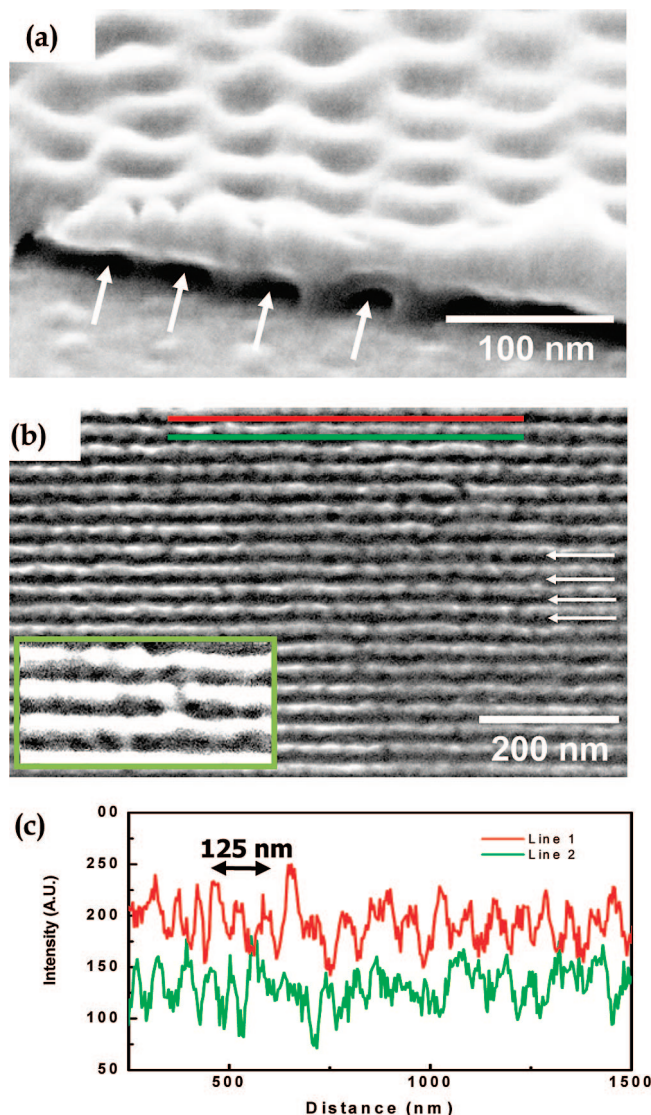 (a)
100 nm
(b)
200 nm
(c)
00
250
200
150
100
50
Intensity (A.U.)
125 nm
Line 1
Line 2
500
1000
1500
Distance (nm)